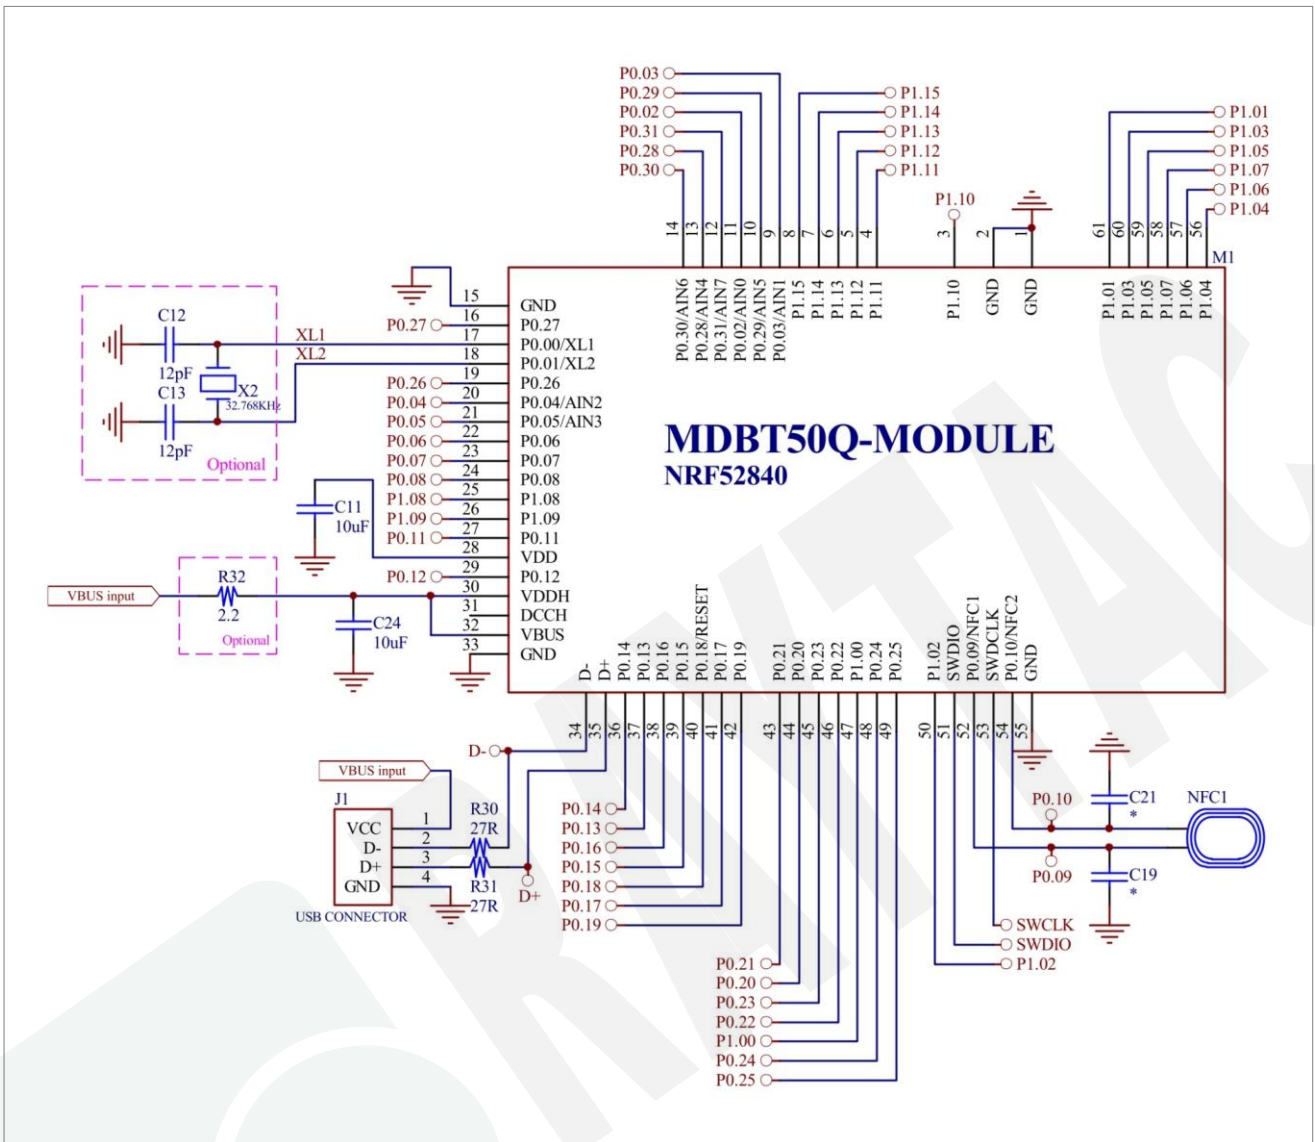 P0.03
P0.29
P0.02
P0.31
P0.28
P0.30
P1.15
P1.14
P1.13
P1.12
P1.11
P1.10
P1.01
P1.03
P1.05
P1.07
P1.06
P1.04
14
13
12
11
10
9
8
7
6
5
4
3
2
1
61
60
59
58
57
56
M1
P0.30/AIN6
P0.28/AIN4
P0.31/AIN7
P0.02/AIN0
P0.29/AIN5
P0.03/AIN1
P1.15
P1.14
P1.13
P1.12
P1.11
P1.10
GND
GND
P1.01
P1.03
P1.05
P1.07
P1.06
P1.04
15 GND
P0.27 16 P0.27
XL1 17 P0.00/XL1
XL2 18 P0.01/XL2
19 P0.26 P0.26
P0.04 20 P0.04/AIN2
P0.05 21 P0.05/AIN3
P0.06 22 P0.06
P0.07 23 P0.07
P0.08 24 P0.08
P1.08 25 P1.08
P1.09 26 P1.09
P0.11 27 P0.11
28 VDD
P0.12 29 P0.12
30 VDDH
31 DCCH
32 VBUS
33 GND
C12
12pF
C13
12pF
X2
32.768KHz
Optional
C11
10uF
VBUS input
R32
2.2
Optional
C24
10uF
MDBT50Q-MODULE
NRF52840
D-
D+
P0.14
P0.13
P0.16
P0.15
P0.18/RESET
P0.17
P0.19
P0.21
P0.20
P0.23
P0.22
P1.00
P0.24
P0.25
P1.02
SWDIO
P0.09/NFC1
SWDCLK
P0.10/NFC2
GND
34
35
36
37
38
39
40
41
42
43
44
45
46
47
48
49
50
51
52
53
54
55
D-
VBUS input
J1
VCC 1
D- 2
D+ 3
GND 4
USB CONNECTOR
R30
27R
R31
27R
D+
P0.14
P0.13
P0.16
P0.15
P0.18
P0.17
P0.19
P0.21
P0.20
P0.23
P0.22
P1.00
P0.24
P0.25
P0.10
C21
*
NFC1
P0.09
C19
*
SWCLK
SWDIO
P1.02
RAYTAC